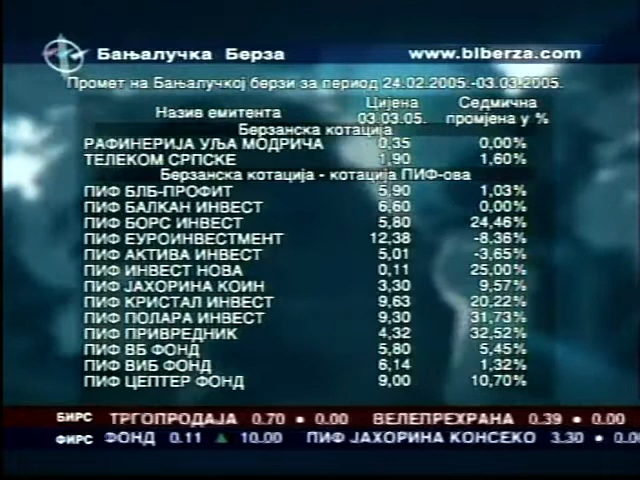 Бањалучка Берза www.blberza.com
Промет на Бањалучкој берзи за период 24.02.2005.-03.03.2005.
Назив емитента Цијена 03.03.05. Седмична промјена у %
Берзанска котација
РАФИНЕРИЈА УЉА МОДРИЧА 0,35 0,00%
ТЕЛЕКОМ СРПСКЕ 1,90 1,60%
Берзанска котација - котација ПИФ-ова
ПИФ БЛБ-ПРОФИТ 5,90 1,03%
ПИФ БАЛКАН ИНВЕСТ 6,60 0,00%
ПИФ БОРС ИНВЕСТ 5,80 24,46%
ПИФ ЕУРОИНВЕСТМЕНТ 12,38 -8,36%
ПИФ АКТИВА ИНВЕСТ 5,01 -3,65%
ПИФ ИНВЕСТ НОВА 0,11 25,00%
ПИФ ЈАХОРИНА КОИН 3,30 9,57%
ПИФ КРИСТАЛ ИНВЕСТ 9,63 20,22%
ПИФ ПОЛАРА ИНВЕСТ 9,30 31,73%
ПИФ ПРИВРЕДНИК 4,32 32,52%
ПИФ ВБ ФОНД 5,80 5,45%
ПИФ ВИБ ФОНД 6,14 1,32%
ПИФ ЦЕПТЕР ФОНД 9,00 10,70%
БИРС ТРГОПРОДАЈА 0.70 • 0.00 ВЕЛЕПРЕХРАНА 0.39 • 0.00
ФИРС ФОНД 0.11 ▲ 10.00 ПИФ ЈАХОРИНА КОНСЕКО 3.30 • 0.0